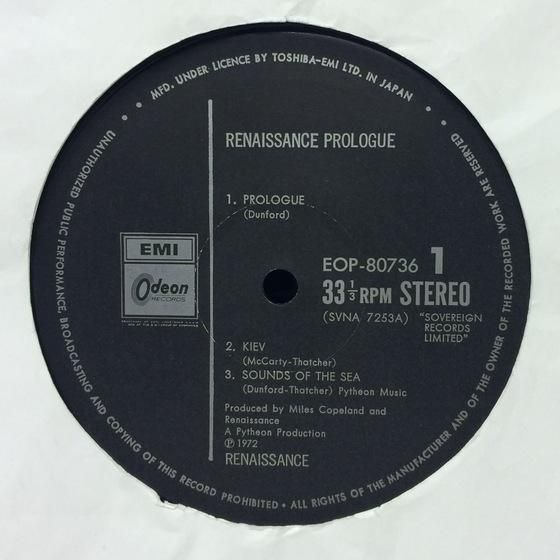 MFD. UNDER LICENCE BY TOSHIBA-EMI LTD. IN JAPAN
RENAISSANCE PROLOGUE
1. PROLOGUE
(Dunford)
EMI
Odeon
RECORDS
EOP-80736 1
33 1/3 RPM STEREO
(SVNA 7253A) "SOVEREIGN
RECORDS
LIMITED"
2. KIEV
(McCarty-Thatcher)
3. SOUNDS OF THE SEA
(Dunford-Thatcher) Pytheon Music
Produced by Miles Copeland and
Renaissance
A Pytheon Production
Ⓟ 1972
RENAISSANCE
UNAUTHORIZED PUBLIC PERFORMANCE, BROADCASTING AND COPYING OF THIS RECORD PROHIBITED • ALL RIGHTS OF THE MANUFACTURER AND OF THE OWNER OF THE RECORDED WORK ARE RESERVED